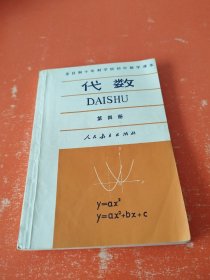 全日制十年制学校初中数学课本
代数
DAISHU
第四册
人民教育出版社
y=ax²
y=ax²+bx+c